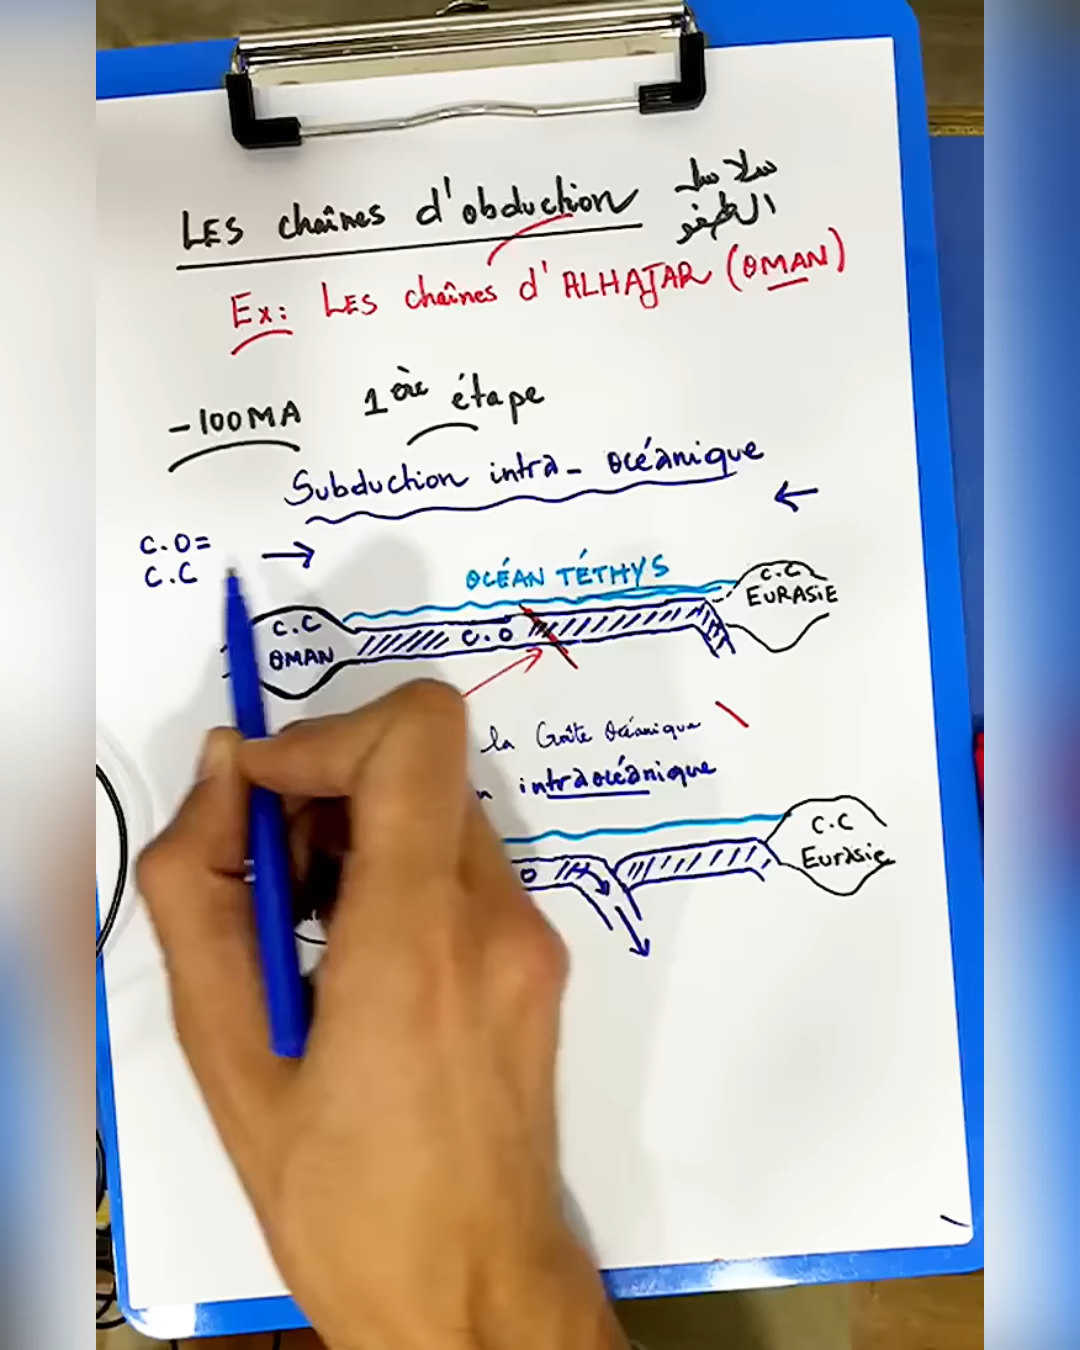 LES chaînes d'obduction
سلاسل
الطفو
Ex: LES chaînes d'ALHAJAR (OMAN)
-100MA 1ère étape
Subduction intra-océanique
C.O=
C.C
OCÉAN TÉTHYS
C.C
EURASIE
C.C
OMAN
C.O
la Croûte Océanique
intraocéanique
C.C
Eurasie
O